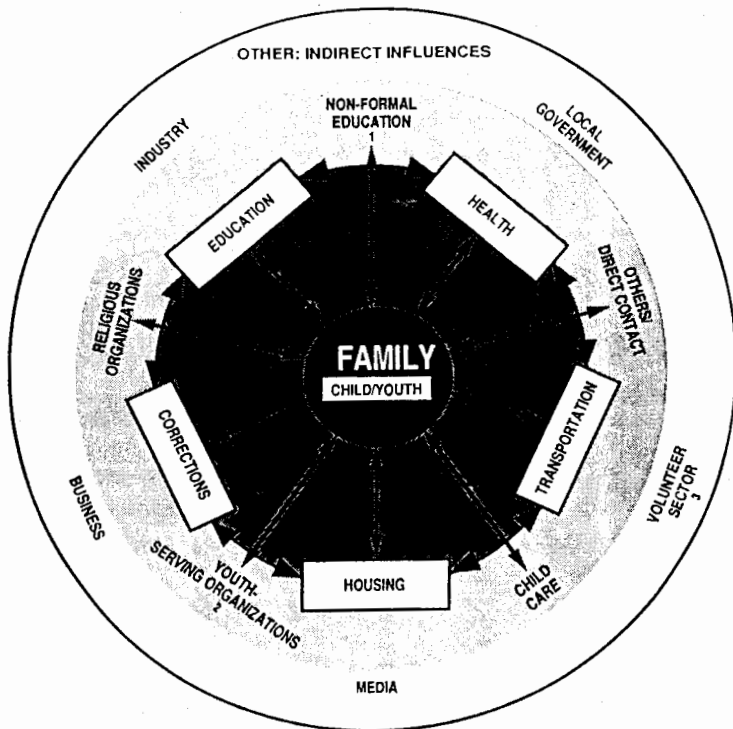 OTHER: INDIRECT INFLUENCES
NON-FORMAL
EDUCATION
1
LOCAL
GOVERNMENT
INDUSTRY
EDUCATION
HEALTH
RELIGIOUS
ORGANIZATIONS
OTHERS/
DIRECT CONTACT
FAMILY
CHILD/YOUTH
CORRECTIONS
TRANSPORTATION
BUSINESS
VOLUNTEER
SECTOR
3
YOUTH-
SERVING ORGANIZATIONS
2
HOUSING
CHILD
CARE
MEDIA